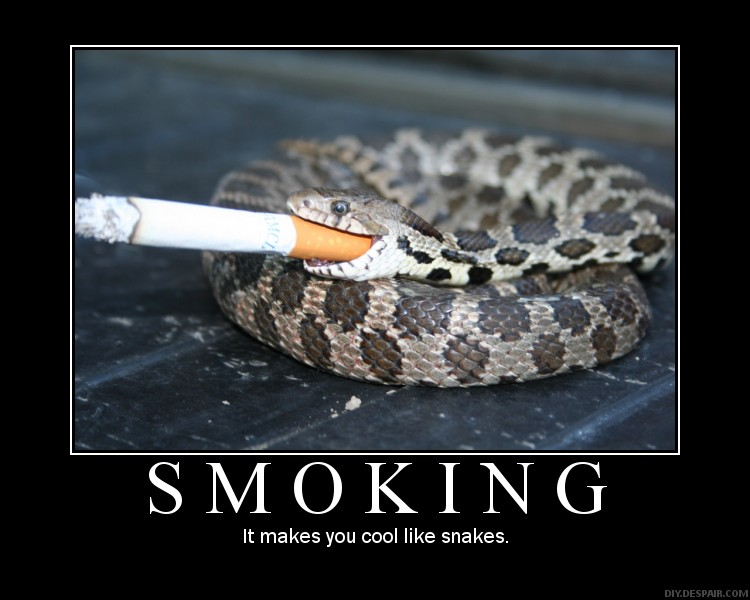 SMOKING
It makes you cool like snakes.
DIY.DESPAIR.COM